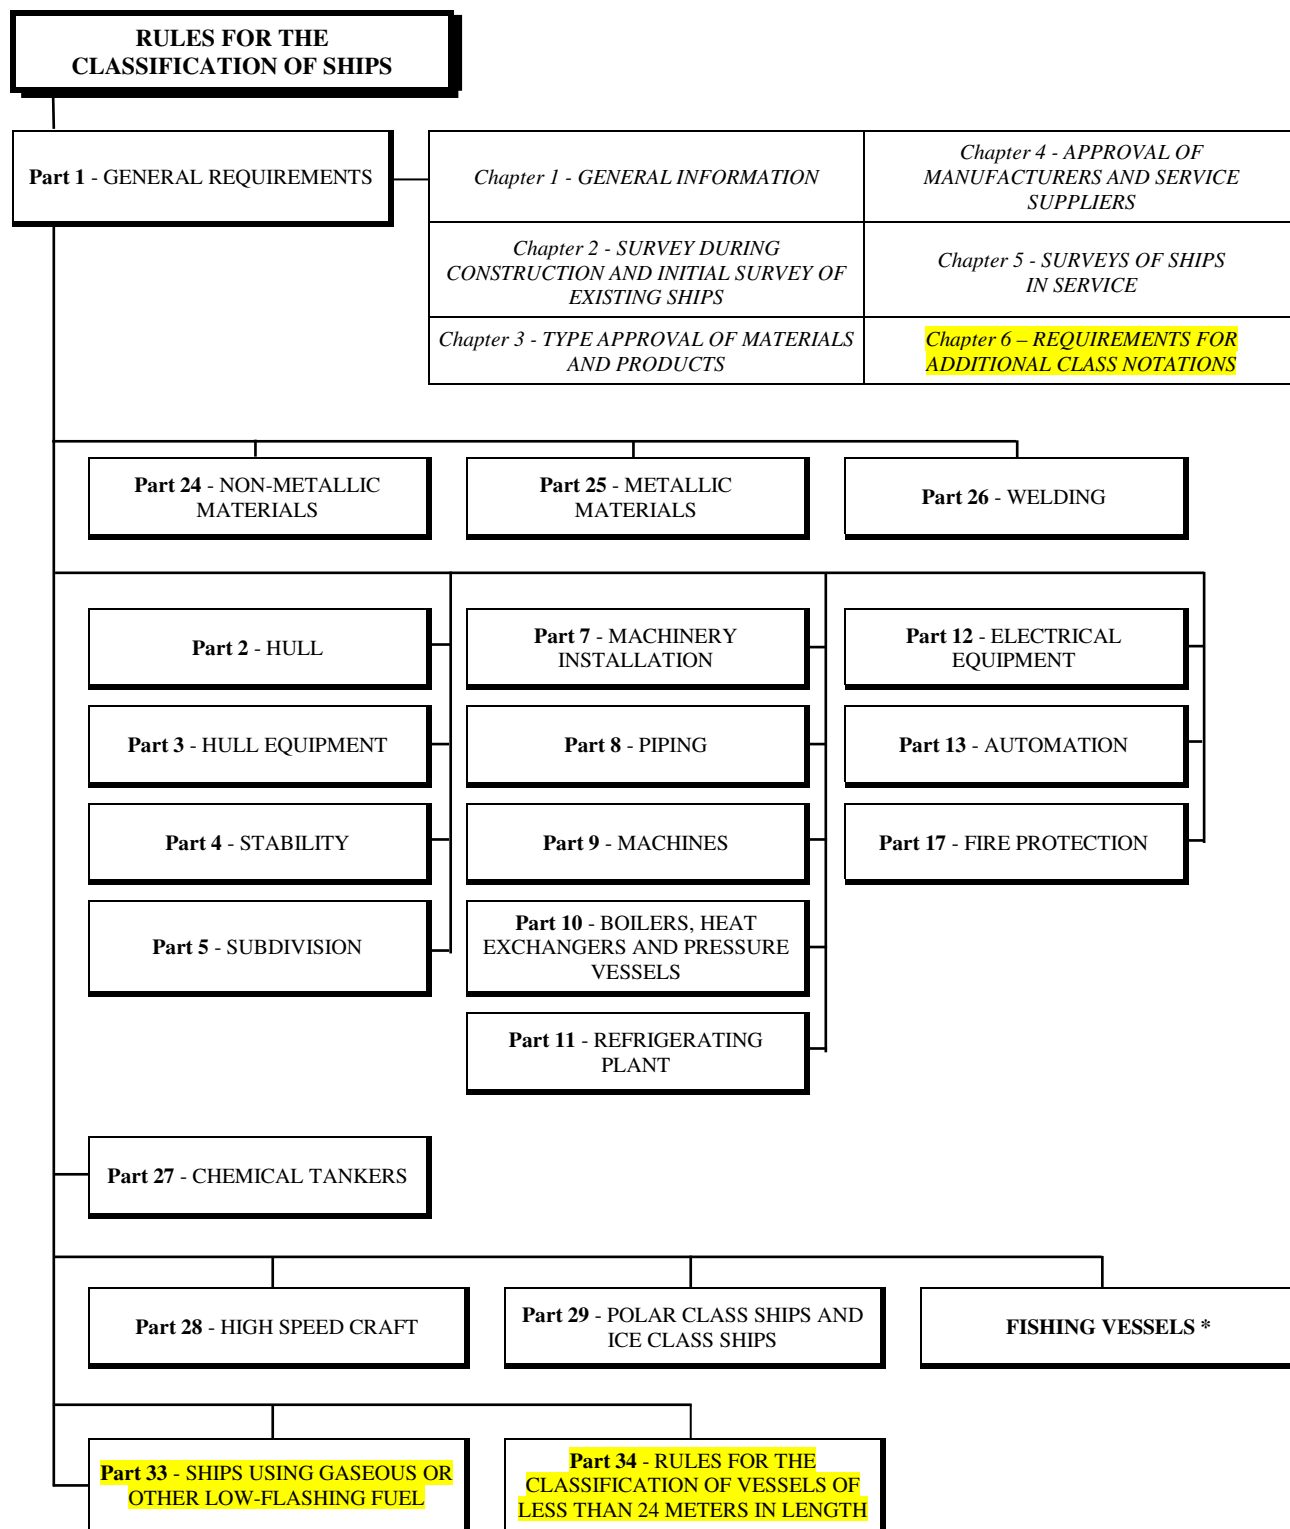 RULES FOR THE
CLASSIFICATION OF SHIPS
Part 1 - GENERAL REQUIREMENTS
Chapter 1 - GENERAL INFORMATION
Chapter 4 - APPROVAL OF
MANUFACTURERS AND SERVICE
SUPPLIERS
Chapter 2 - SURVEY DURING
CONSTRUCTION AND INITIAL SURVEY OF
EXISTING SHIPS
Chapter 5 - SURVEYS OF SHIPS
IN SERVICE
Chapter 3 - TYPE APPROVAL OF MATERIALS
AND PRODUCTS
Chapter 6 – REQUIREMENTS FOR
ADDITIONAL CLASS NOTATIONS
Part 24 - NON-METALLIC
MATERIALS
Part 25 - METALLIC
MATERIALS
Part 26 - WELDING
Part 2 - HULL
Part 7 - MACHINERY
INSTALLATION
Part 12 - ELECTRICAL
EQUIPMENT
Part 3 - HULL EQUIPMENT
Part 8 - PIPING
Part 13 - AUTOMATION
Part 4 - STABILITY
Part 9 - MACHINES
Part 17 - FIRE PROTECTION
Part 5 - SUBDIVISION
Part 10 - BOILERS, HEAT
EXCHANGERS AND PRESSURE
VESSELS
Part 11 - REFRIGERATING
PLANT
Part 27 - CHEMICAL TANKERS
Part 28 - HIGH SPEED CRAFT
Part 29 - POLAR CLASS SHIPS AND
ICE CLASS SHIPS
FISHING VESSELS *
Part 33 - SHIPS USING GASEOUS OR
OTHER LOW-FLASHING FUEL
Part 34 - RULES FOR THE
CLASSIFICATION OF VESSELS OF
LESS THAN 24 METERS IN LENGTH